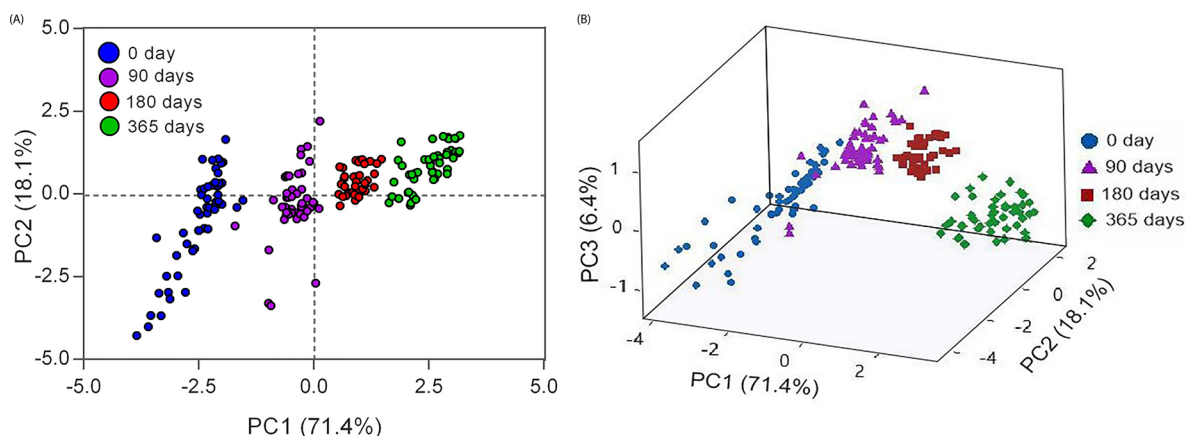 (A)
5.0
2.5
0.0
-2.5
-5.0
PC2 (18.1%)
0 day
90 days
180 days
365 days
-5.0 -2.5 0.0 2.5 5.0
PC1 (71.4%)
(B)
1
0
-1
PC3 (6.4%)
-4
-2
0
2
PC1 (71.4%)
-4
-2
0
2
PC2 (18.1%)
0 day
90 days
180 days
365 days